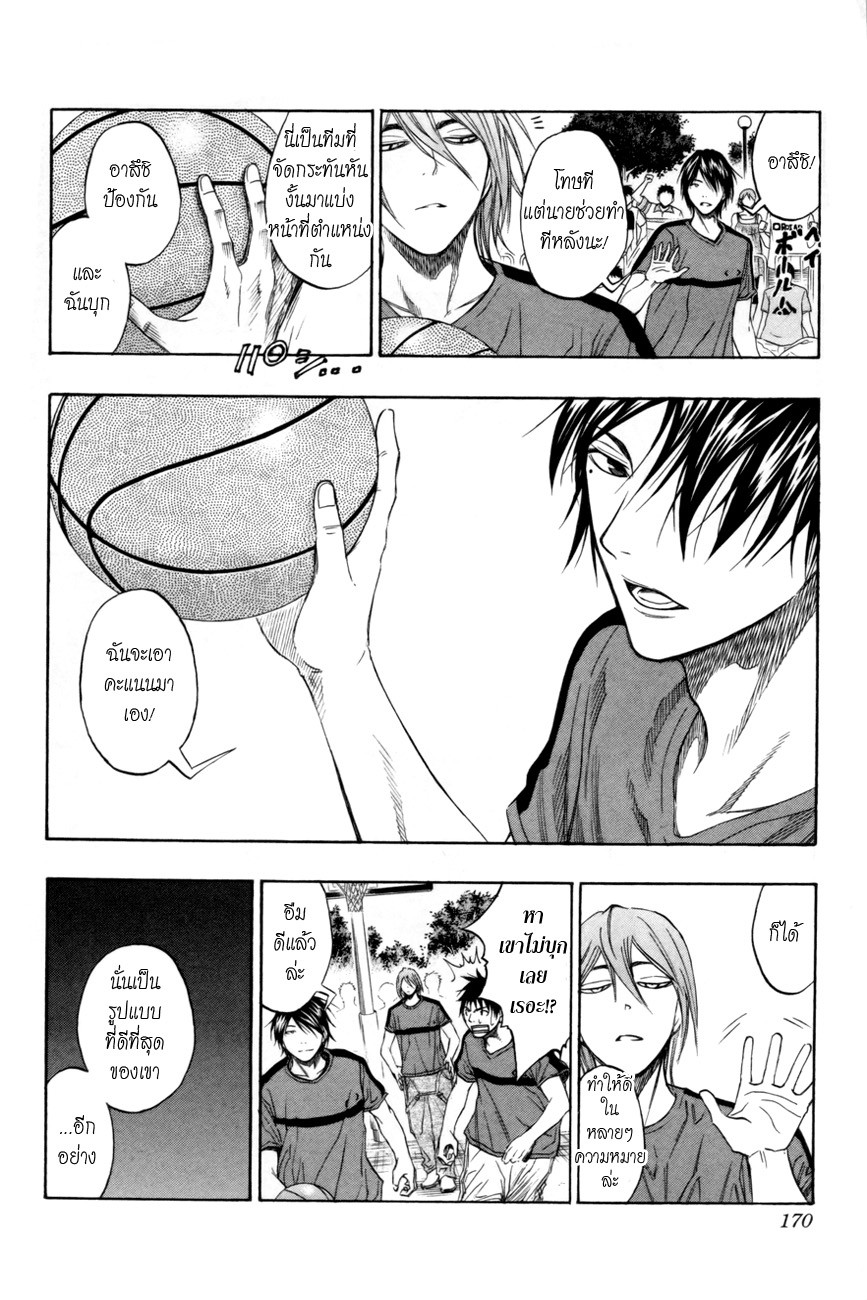 อาสึชิ!
โทษที
แต่นายช่วยทำ
ทีหลังนะ!
ボールﾑ
นี่เป็นทีมที่
จัดกระทันหัน
งั้นมาแบ่ง
หน้าที่ตำแหน่ง
กัน
อาสึชิ
ป้องกัน
และ
ฉันบุก
ฉันจะเอา
คะแนนมา
เอง!
ก็ได้
ทำให้ดี
ใน
หลายๆ
ความหมาย
ล่ะ
หา
เขาไม่บุก
เลย
เรอะ!?
อืม
ดีแล้ว
ล่ะ
นั่นเป็น
รูปแบบ
ที่ดีที่สุด
ของเขา
...อีก
อย่าง
170